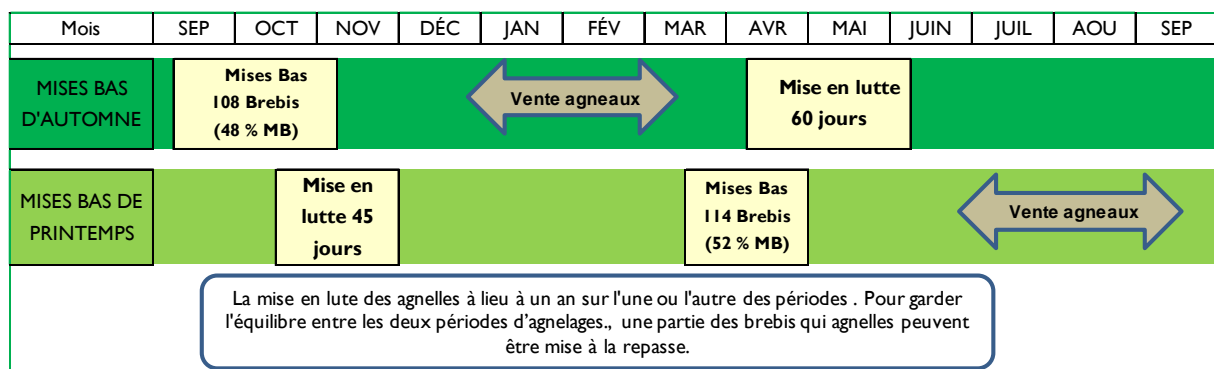 Mois SEP OCT NOV DÉC JAN FÉV MAR AVR MAI JUIN JUIL AOU SEP
MISES BAS
D'AUTOMNE
Mises Bas
108 Brebis
(48 % MB)
Vente agneaux
Mise en lutte
60 jours
MISES BAS DE
PRINTEMPS
Mise en
lutte 45
jours
Mises Bas
114 Brebis
(52 % MB)
Vente agneaux
La mise en lute des agnelles à lieu à un an sur l'une ou l'autre des périodes . Pour garder
l'équilibre entre les deux périodes d'agnelages., une partie des brebis qui agnelles peuvent
être mise à la repasse.